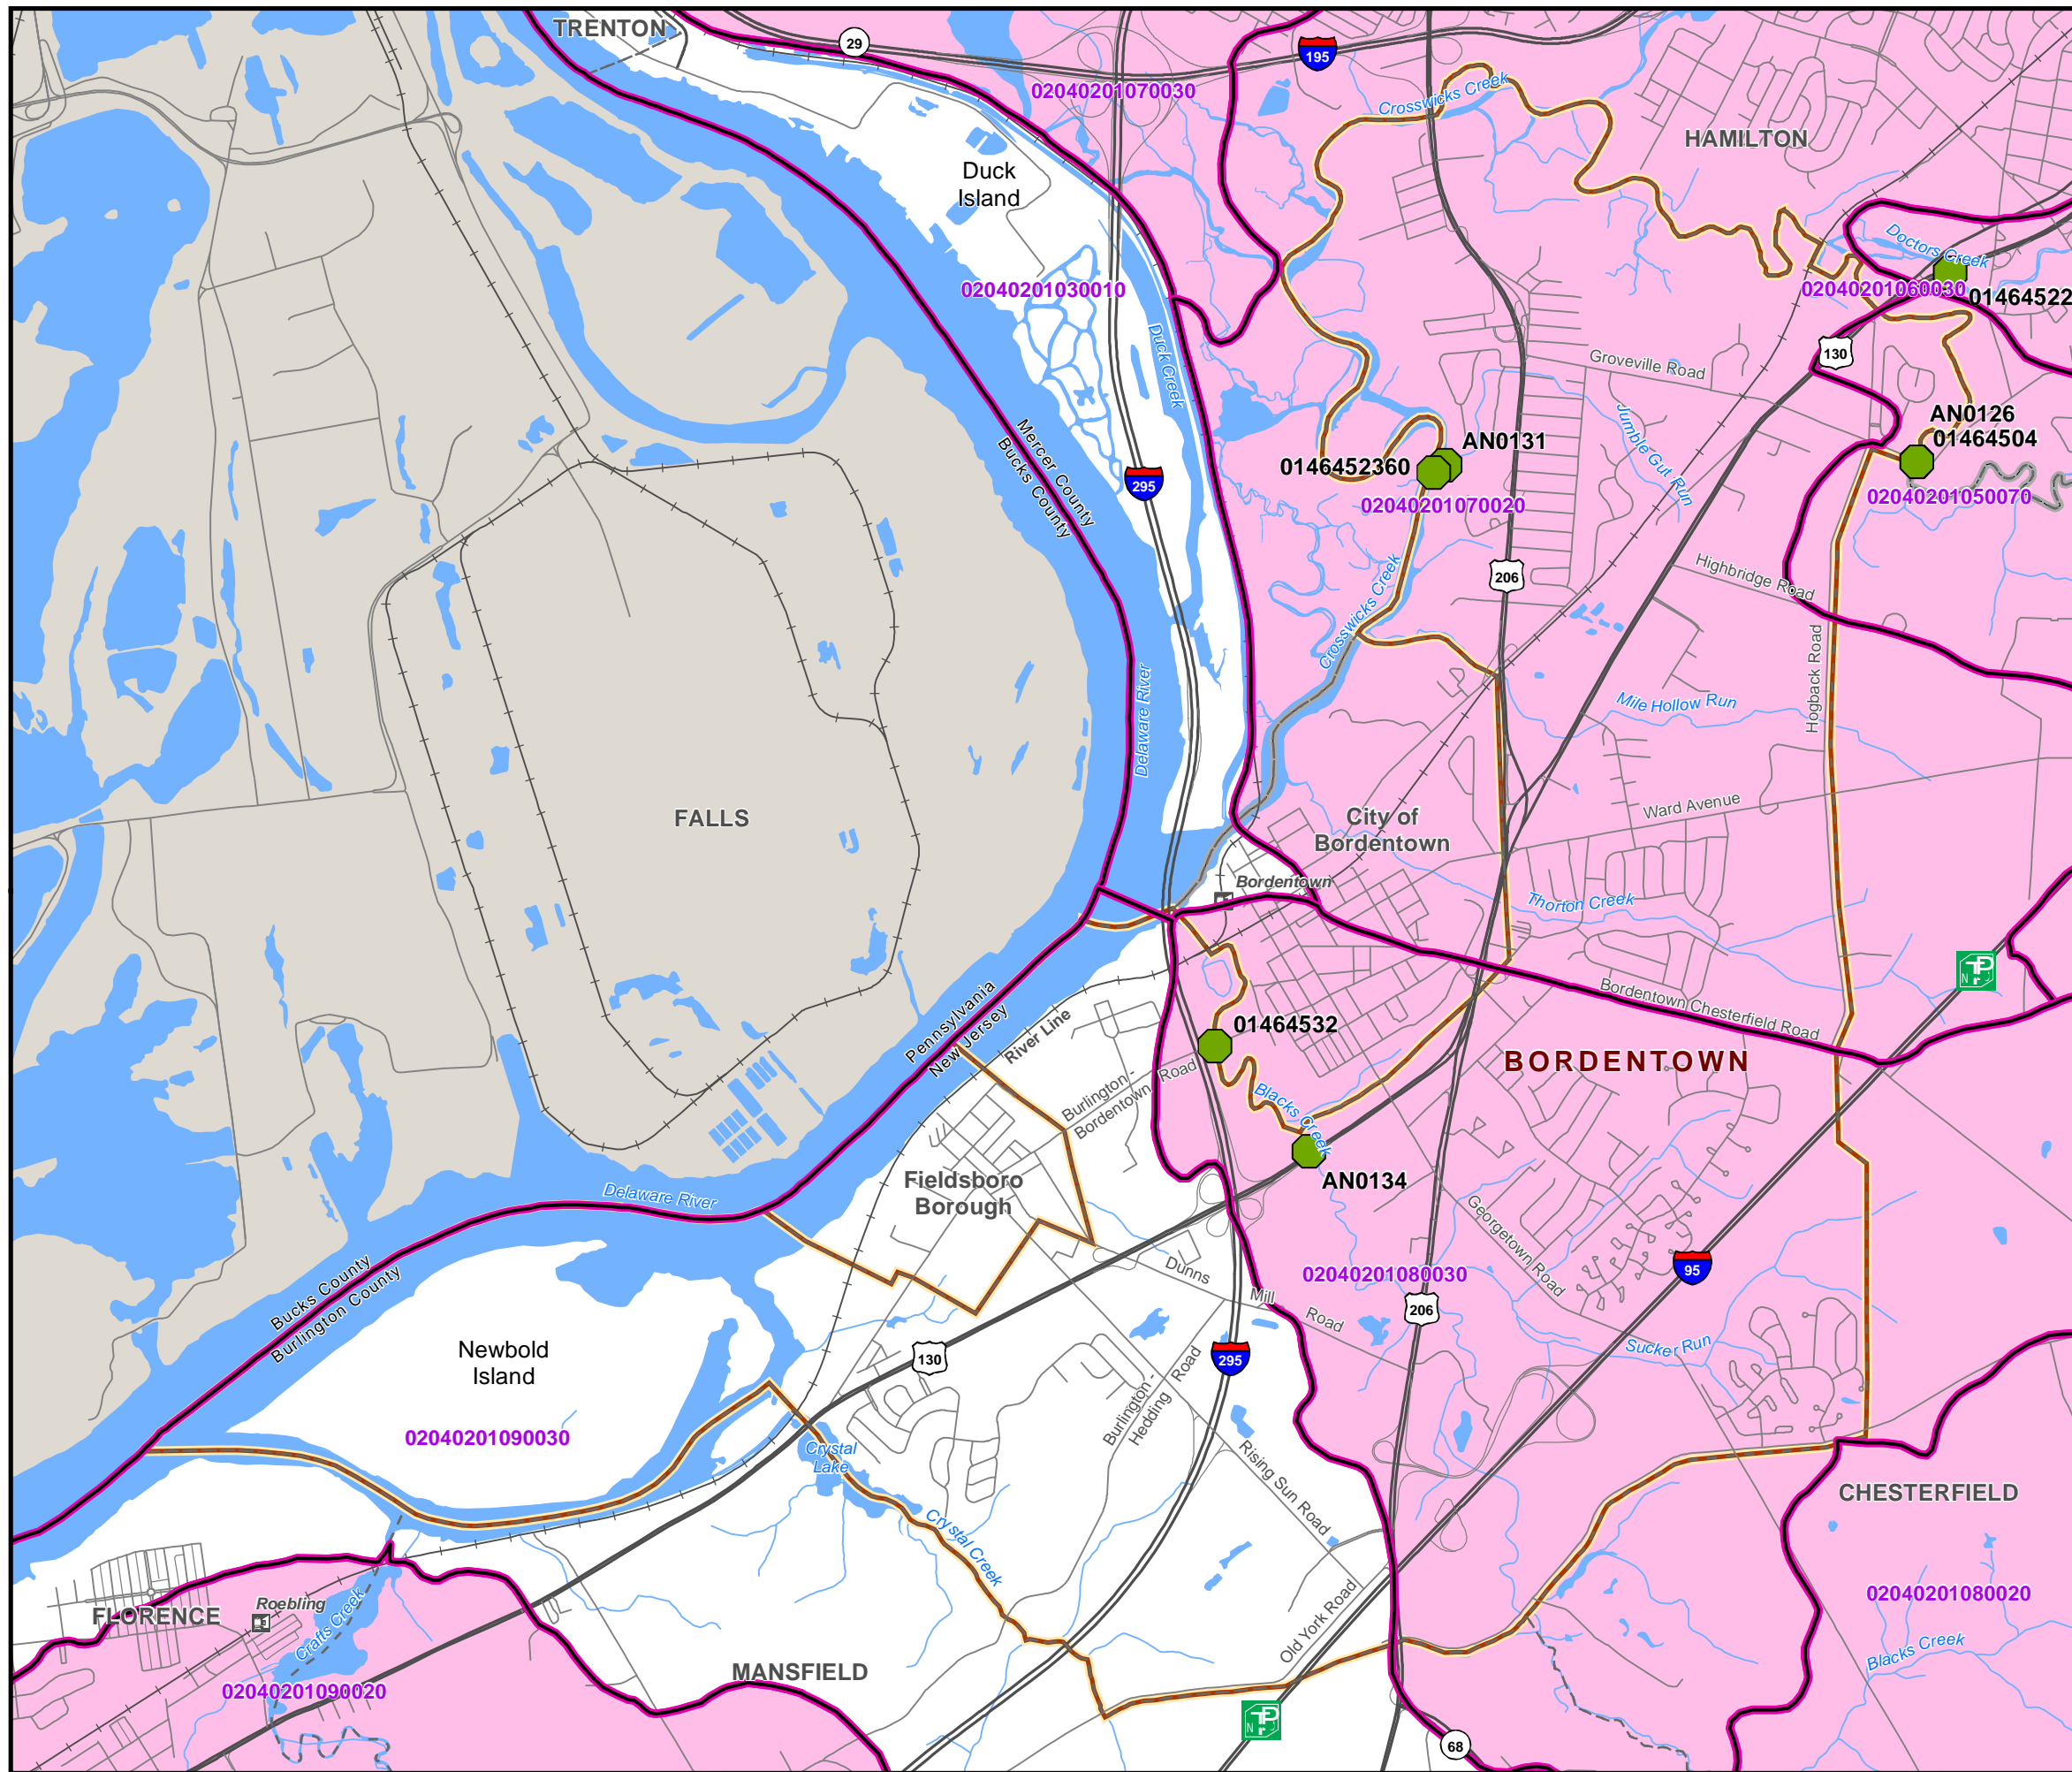 TRENTON
29
195
02040201070030
Crosswicks Creek
HAMILTON
Duck
Island
Doctors Creek
02040201060030
01464522
02040201030010
Duck Creek
130
Groveville Road
Jumble Gut Run
AN0126
01464504
Mercer County
Bucks County
AN0131
0146452360
02040201070020
02040201050070
295
206
Highbridge Road
Crosswicks Creek
Hogback Road
Delaware River
Mile Hollow Run
FALLS
City of
Bordentown
Ward Avenue
Bordentown
Thorton Creek
Pennsylvania
New Jersey
River Line
01464532
Bordentown Chesterfield Road
BORDENTOWN
Burlington -
Bordentown Road
Blacks Creek
AN0134
Fieldsboro
Borough
Delaware River
Georgetown Road
Dunns
Mill
Road
02040201080030
95
206
Bucks County
Burlington County
Newbold
Island
130
295
Sucker Run
Burlington -
Hedding Road
02040201090030
Crystal
Lake
Rising Sun Road
CHESTERFIELD
Crystal Creek
02040201080020
Roebling
FLORENCE
Crafts Creek
Old York Road
Blacks Creek
MANSFIELD
02040201090020
68